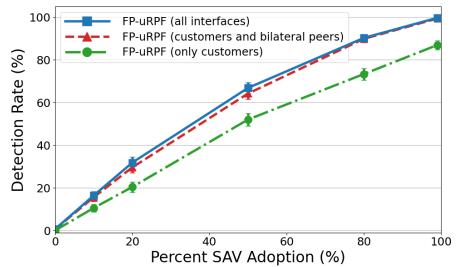 FP-uRPF (all interfaces)
FP-uRPF (customers and bilateral peers)
FP-uRPF (only customers)
Detection Rate (%)
100
80
60
40
20
0
0 20 40 60 80 100
Percent SAV Adoption (%)